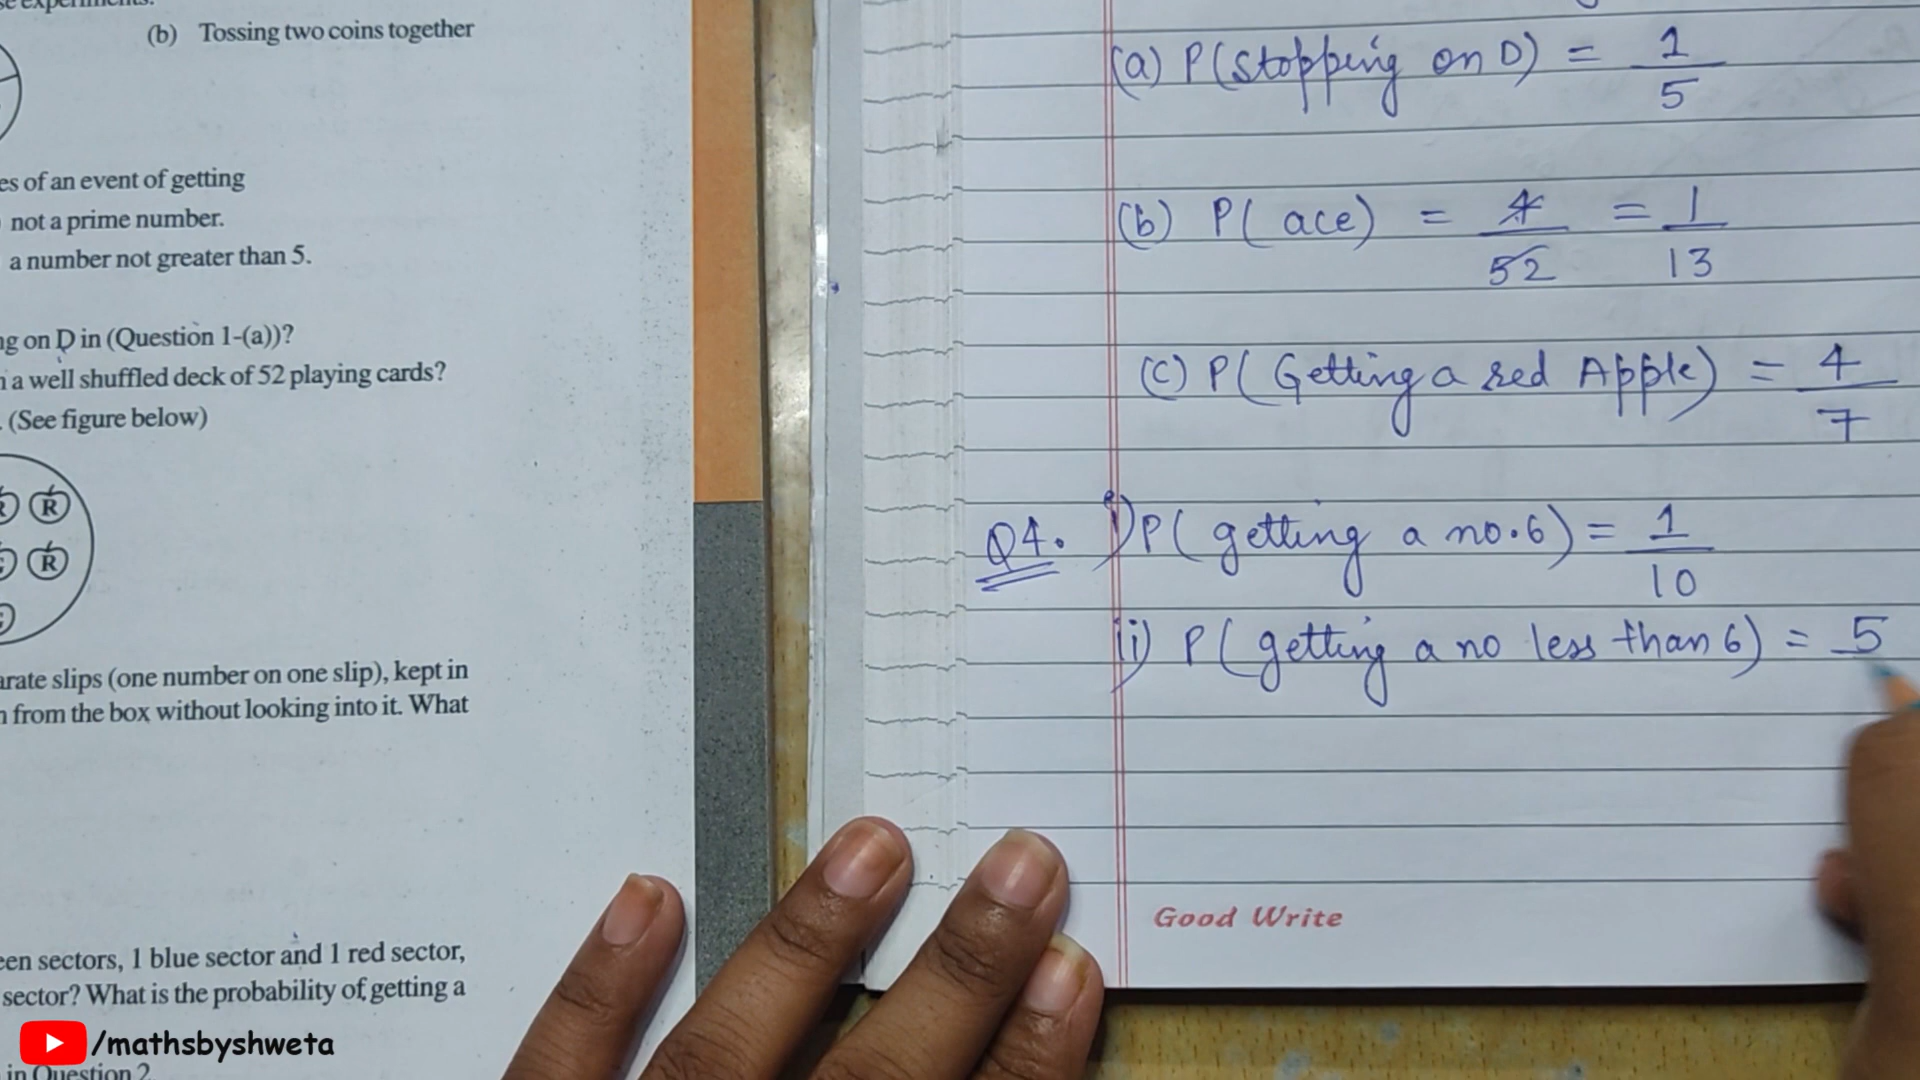 (b) Tossing two coins together
es of an event of getting
not a prime number.
a number not greater than 5.
ng on D in (Question 1-(a))?
a well shuffled deck of 52 playing cards?
. (See figure below)
R
R
arate slips (one number on one slip), kept in
from the box without looking into it. What
een sectors, 1 blue sector and 1 red sector,
sector? What is the probability of getting a
in Question 2
/mathsbyshweta
(a) P(stopping on D) = 1/5
(b) P( ace) = 4/52 = 1/13
(c) P( Getting a red Apple) = 4/7
Q4. i) P( getting a no.6) = 1/10
ii) P( getting a no less than 6) = 5
Good Write